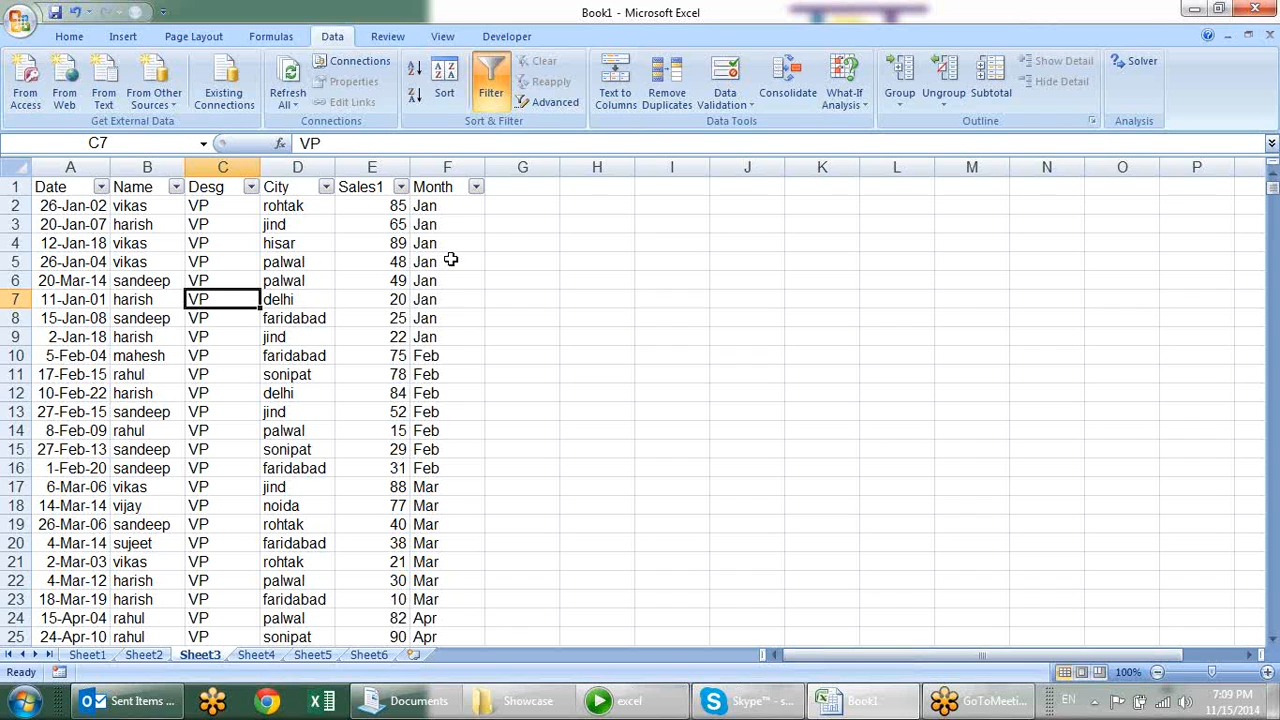 Book1 - Microsoft Excel
Home Insert Page Layout Formulas Data Review View Developer
From Access
From Web
From Text
From Other Sources
Existing Connections
Get External Data
Refresh All
Connections
Properties
Edit Links
Connections
Sort
Filter
Clear
Reapply
Advanced
Sort & Filter
Text to Columns
Remove Duplicates
Data Validation
Consolidate
What-If Analysis
Data Tools
Group
Ungroup
Subtotal
Show Detail
Hide Detail
Outline
Solver
Analysis
C7 fx VP
A B C D E F G H I J K L M N O P
1 Date Name Desg City Sales1 Month
2 26-Jan-02 vikas VP rohtak 85 Jan
3 20-Jan-07 harish VP jind 65 Jan
4 12-Jan-18 vikas VP hisar 89 Jan
5 26-Jan-04 vikas VP palwal 48 Jan
6 20-Mar-14 sandeep VP palwal 49 Jan
7 11-Jan-01 harish VP delhi 20 Jan
8 15-Jan-08 sandeep VP faridabad 25 Jan
9 2-Jan-18 harish VP jind 22 Jan
10 5-Feb-04 mahesh VP faridabad 75 Feb
11 17-Feb-15 rahul VP sonipat 78 Feb
12 10-Feb-22 harish VP delhi 84 Feb
13 27-Feb-15 sandeep VP jind 52 Feb
14 8-Feb-09 rahul VP palwal 15 Feb
15 27-Feb-13 sandeep VP sonipat 29 Feb
16 1-Feb-20 sandeep VP faridabad 31 Feb
17 6-Mar-06 vikas VP jind 88 Mar
18 14-Mar-14 vijay VP noida 77 Mar
19 26-Mar-06 sandeep VP rohtak 40 Mar
20 4-Mar-14 sujeet VP faridabad 38 Mar
21 2-Mar-03 vikas VP rohtak 21 Mar
22 4-Mar-12 harish VP palwal 30 Mar
23 18-Mar-19 harish VP faridabad 10 Mar
24 15-Apr-04 rahul VP palwal 82 Apr
25 24-Apr-10 rahul VP sonipat 90 Apr
Sheet1 Sheet2 Sheet3 Sheet4 Sheet5 Sheet6
Ready 100%
Sent Items ... Documents Showcase excel Skype™ - s... Book1 GoToMeeti... EN 7:09 PM
11/15/2014